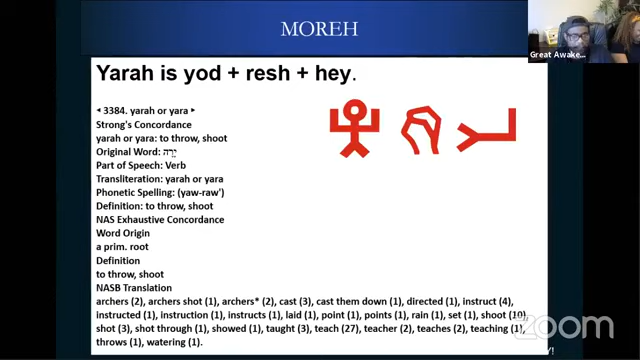 MOREH
Great Awake...
Yarah is yod + resh + hey.
◂ 3384. yarah or yara ▸
Strong's Concordance
yarah or yara: to throw, shoot
Original Word: יָרָה
Part of Speech: Verb
Transliteration: yarah or yara
Phonetic Spelling: (yaw-raw')
Definition: to throw, shoot
NAS Exhaustive Concordance
Word Origin
a prim. root
Definition
to throw, shoot
NASB Translation
archers (2), archers shot (1), archers* (2), cast (3), cast them down (1), directed (1), instruct (4),
instructed (1), instruction (1), instructs (1), laid (1), point (1), points (1), rain (1), set (1), shoot (10),
shot (3), shot through (1), showed (1), taught (3), teach (27), teacher (2), teaches (2), teaching (1),
throws (1), watering (1).
zoom